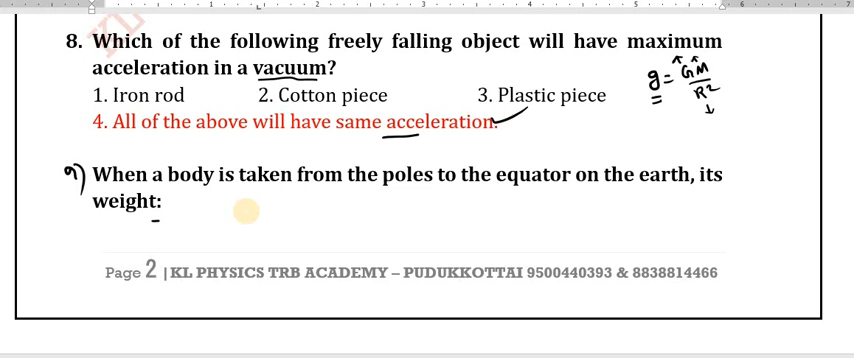 8. Which of the following freely falling object will have maximum
acceleration in a vacuum?
1. Iron rod 2. Cotton piece 3. Plastic piece
g = GM
R²
4. All of the above will have same acceleration.
9) When a body is taken from the poles to the equator on the earth, its
weight:
Page 2 | KL PHYSICS TRB ACADEMY – PUDUKKOTTAI 9500440393 & 8838814466